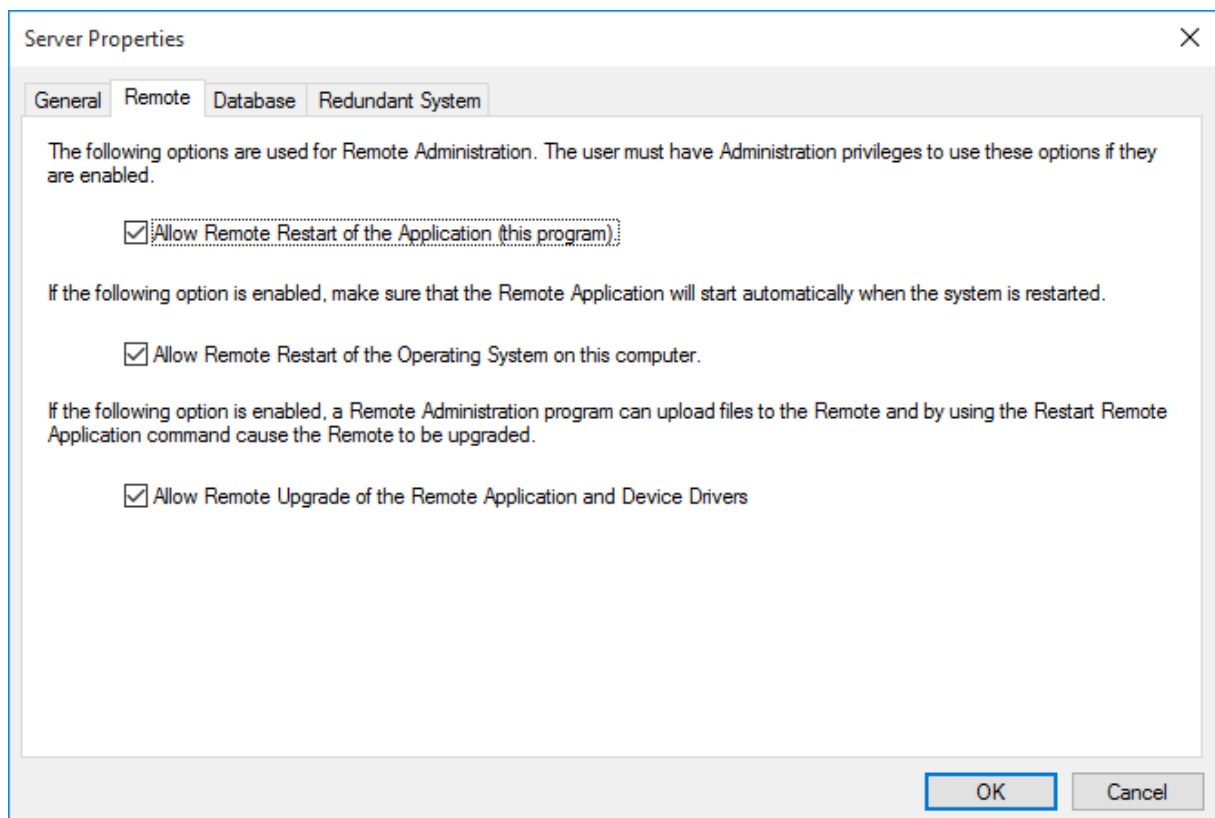 Server Properties
General Remote Database Redundant System
The following options are used for Remote Administration. The user must have Administration privileges to use these options if they
are enabled.
Allow Remote Restart of the Application (this program).
If the following option is enabled, make sure that the Remote Application will start automatically when the system is restarted.
Allow Remote Restart of the Operating System on this computer.
If the following option is enabled, a Remote Administration program can upload files to the Remote and by using the Restart Remote
Application command cause the Remote to be upgraded.
Allow Remote Upgrade of the Remote Application and Device Drivers
OK Cancel